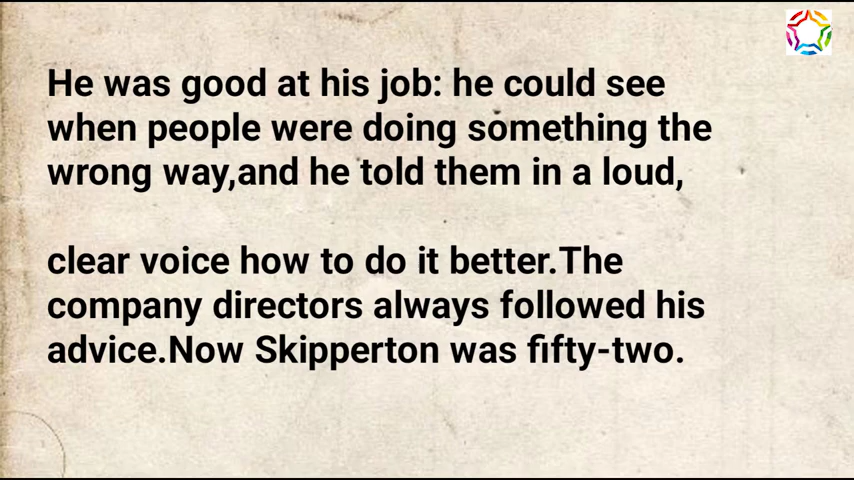 He was good at his job: he could see
when people were doing something the
wrong way,and he told them in a loud,
clear voice how to do it better.The
company directors always followed his
advice.Now Skipperton was fifty-two.